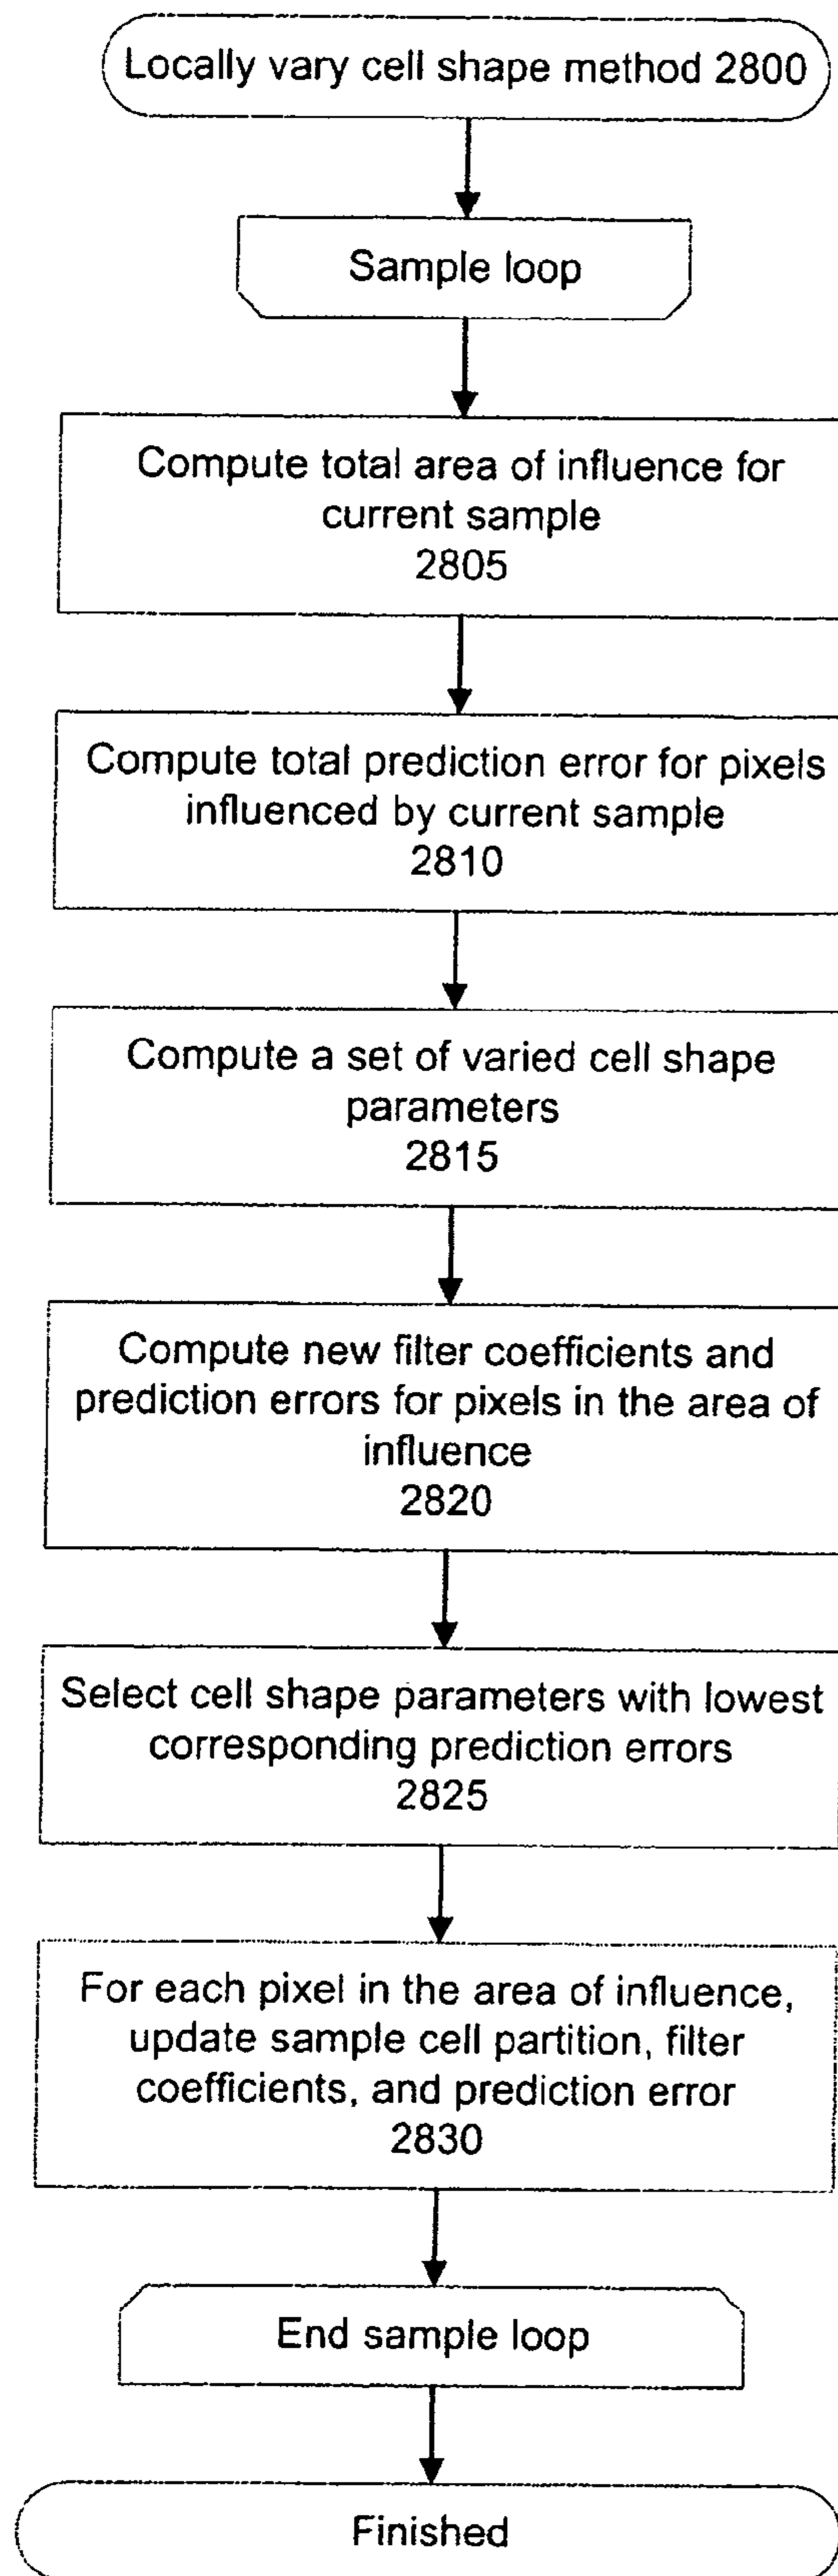 Locally vary cell shape method 2800
Sample loop
Compute total area of influence for
current sample
2805
Compute total prediction error for pixels
influenced by current sample
2810
Compute a set of varied cell shape
parameters
2815
Compute new filter coefficients and
prediction errors for pixels in the area of
influence
2820
Select cell shape parameters with lowest
corresponding prediction errors
2825
For each pixel in the area of influence,
update sample cell partition, filter
coefficients, and prediction error
2830
End sample loop
Finished